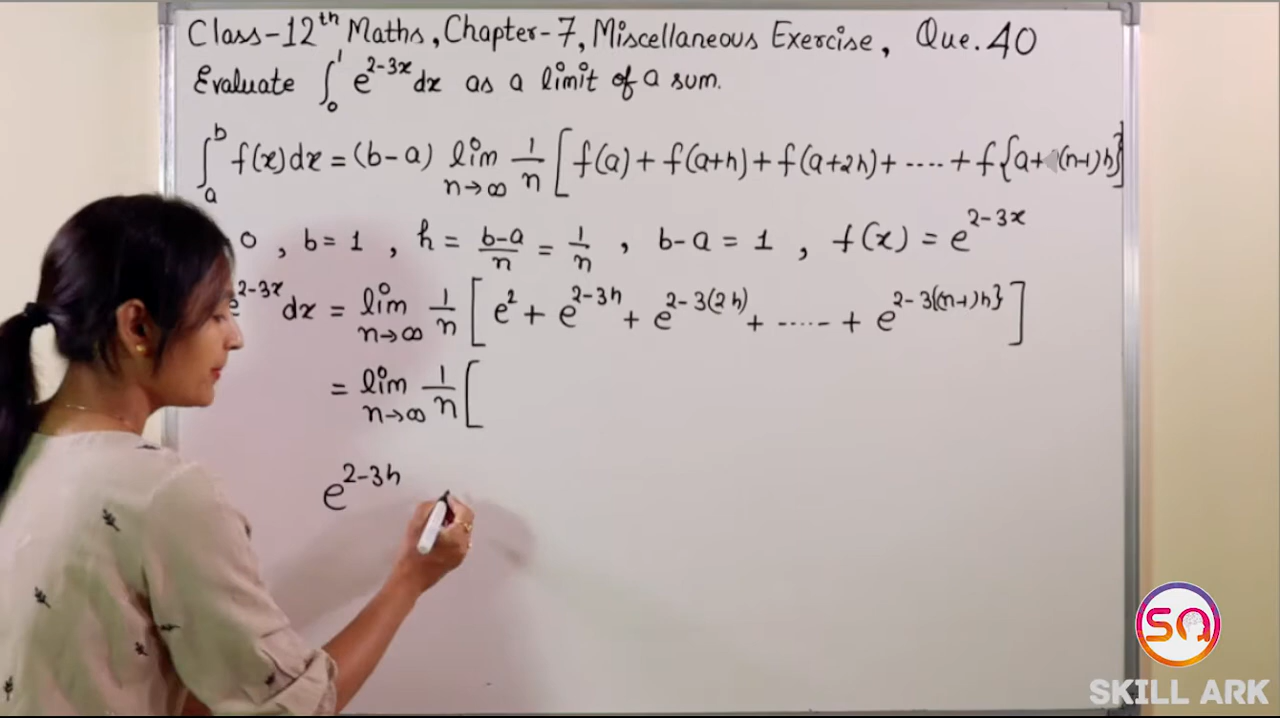 Class-12th Maths, Chapter-7, Miscellaneous Exercise, Que. 40
Evaluate ∫₀¹ e^{2-3x} dx as a limit of a sum.
∫ₐᵇ f(x)dx = (b-a) lim n→∞ 1/n [ f(a) + f(a+h) + f(a+2h) + ..... + f{a+(n-1)h}
0 , b = 1 , h = (b-a)/n = 1/n , b-a = 1 , f(x) = e^{2-3x}
e^{2-3x} dx = lim n→∞ 1/n [ e² + e^{2-3h} + e^{2-3(2h)} + ..... + e^{2-3{(n-1)h}} ]
= lim n→∞ 1/n [
e^{2-3h}
SA
SKILL ARK